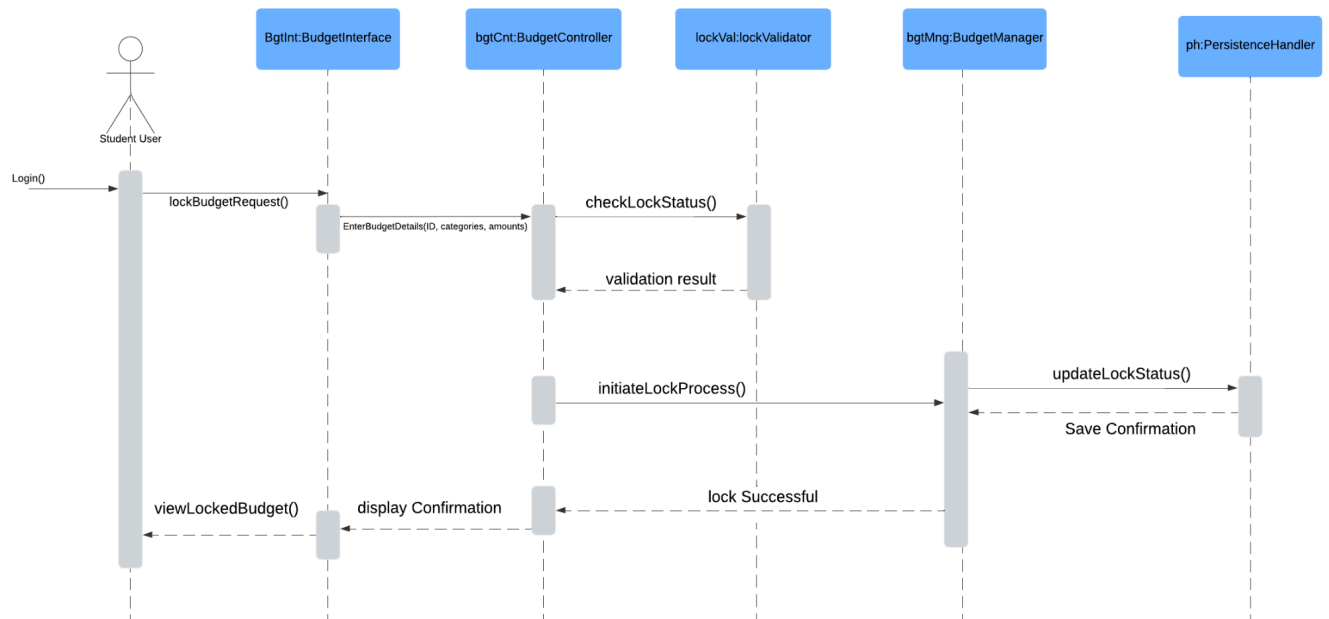 BgtInt:BudgetInterface
bgtCnt:BudgetController
lockVal:lockValidator
bgtMng:BudgetManager
ph:PersistenceHandler
Student User
Login()
lockBudgetRequest()
EnterBudgetDetails(ID, categories, amounts)
checkLockStatus()
validation result
initiateLockProcess()
updateLockStatus()
Save Confirmation
lock Successful
display Confirmation
viewLockedBudget()